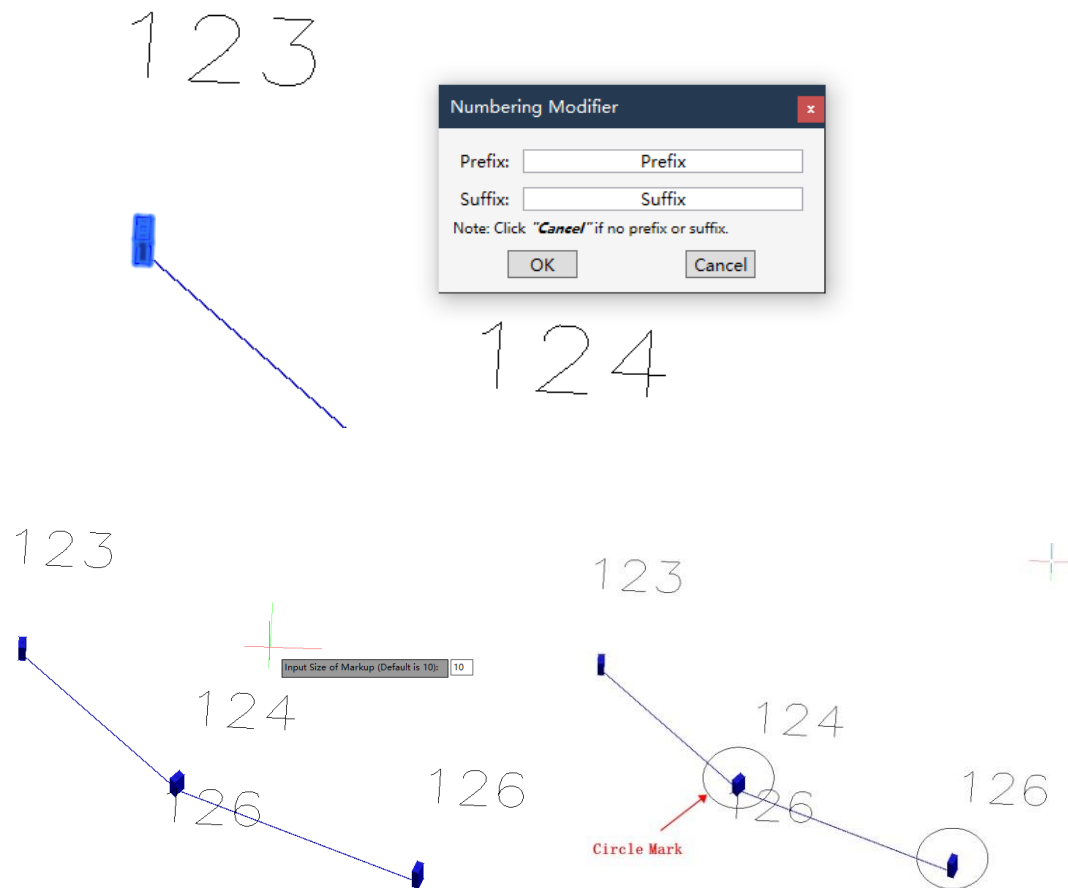 123
Numbering Modifier
x
Prefix: Prefix
Suffix: Suffix
Note: Click "Cancel" if no prefix or suffix.
OK Cancel
124
123
Input Size of Markup (Default is 10): 10
124
126
126
123
124
126
126
Circle Mark